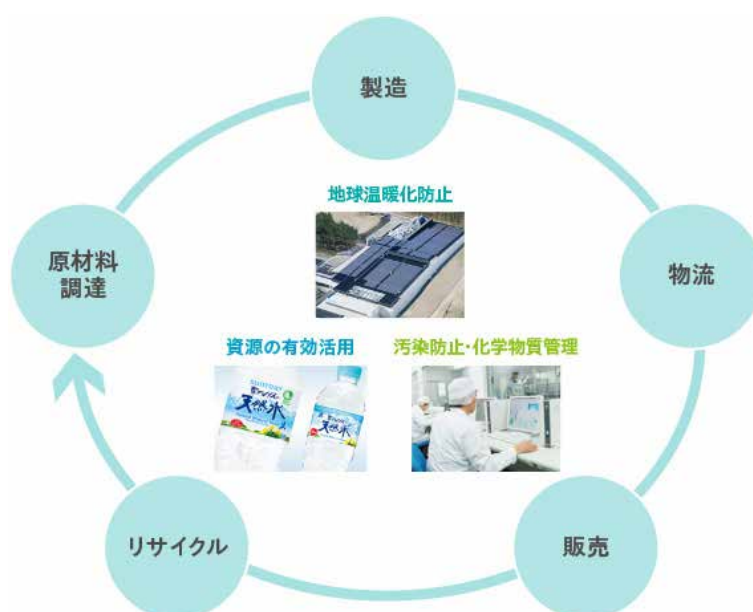 製造
地球温暖化防止
原材料
調達
物流
資源の有効活用
汚染防止・化学物質管理
SUNTORY
天然水
天然水
リサイクル
販売